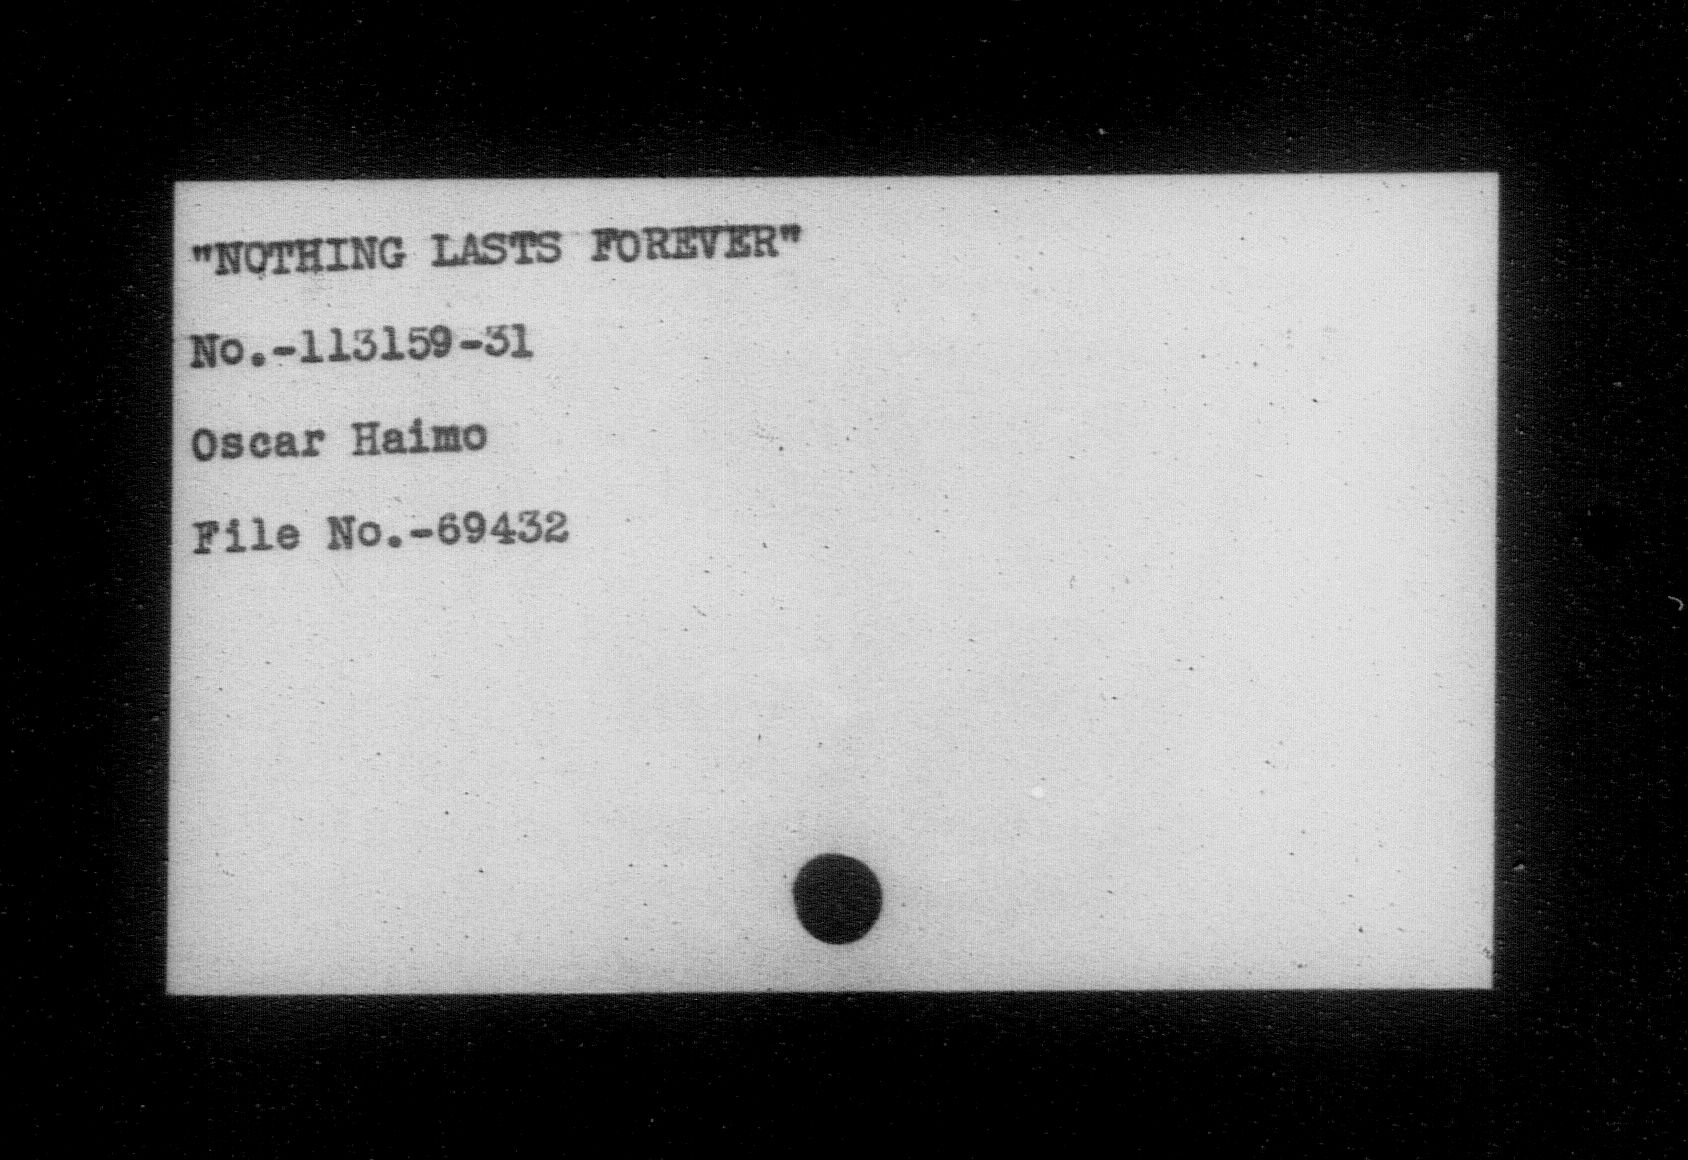 "NOTHING LASTS FOREVER"
No.-113159-31
Oscar Haimo
File No.-69432